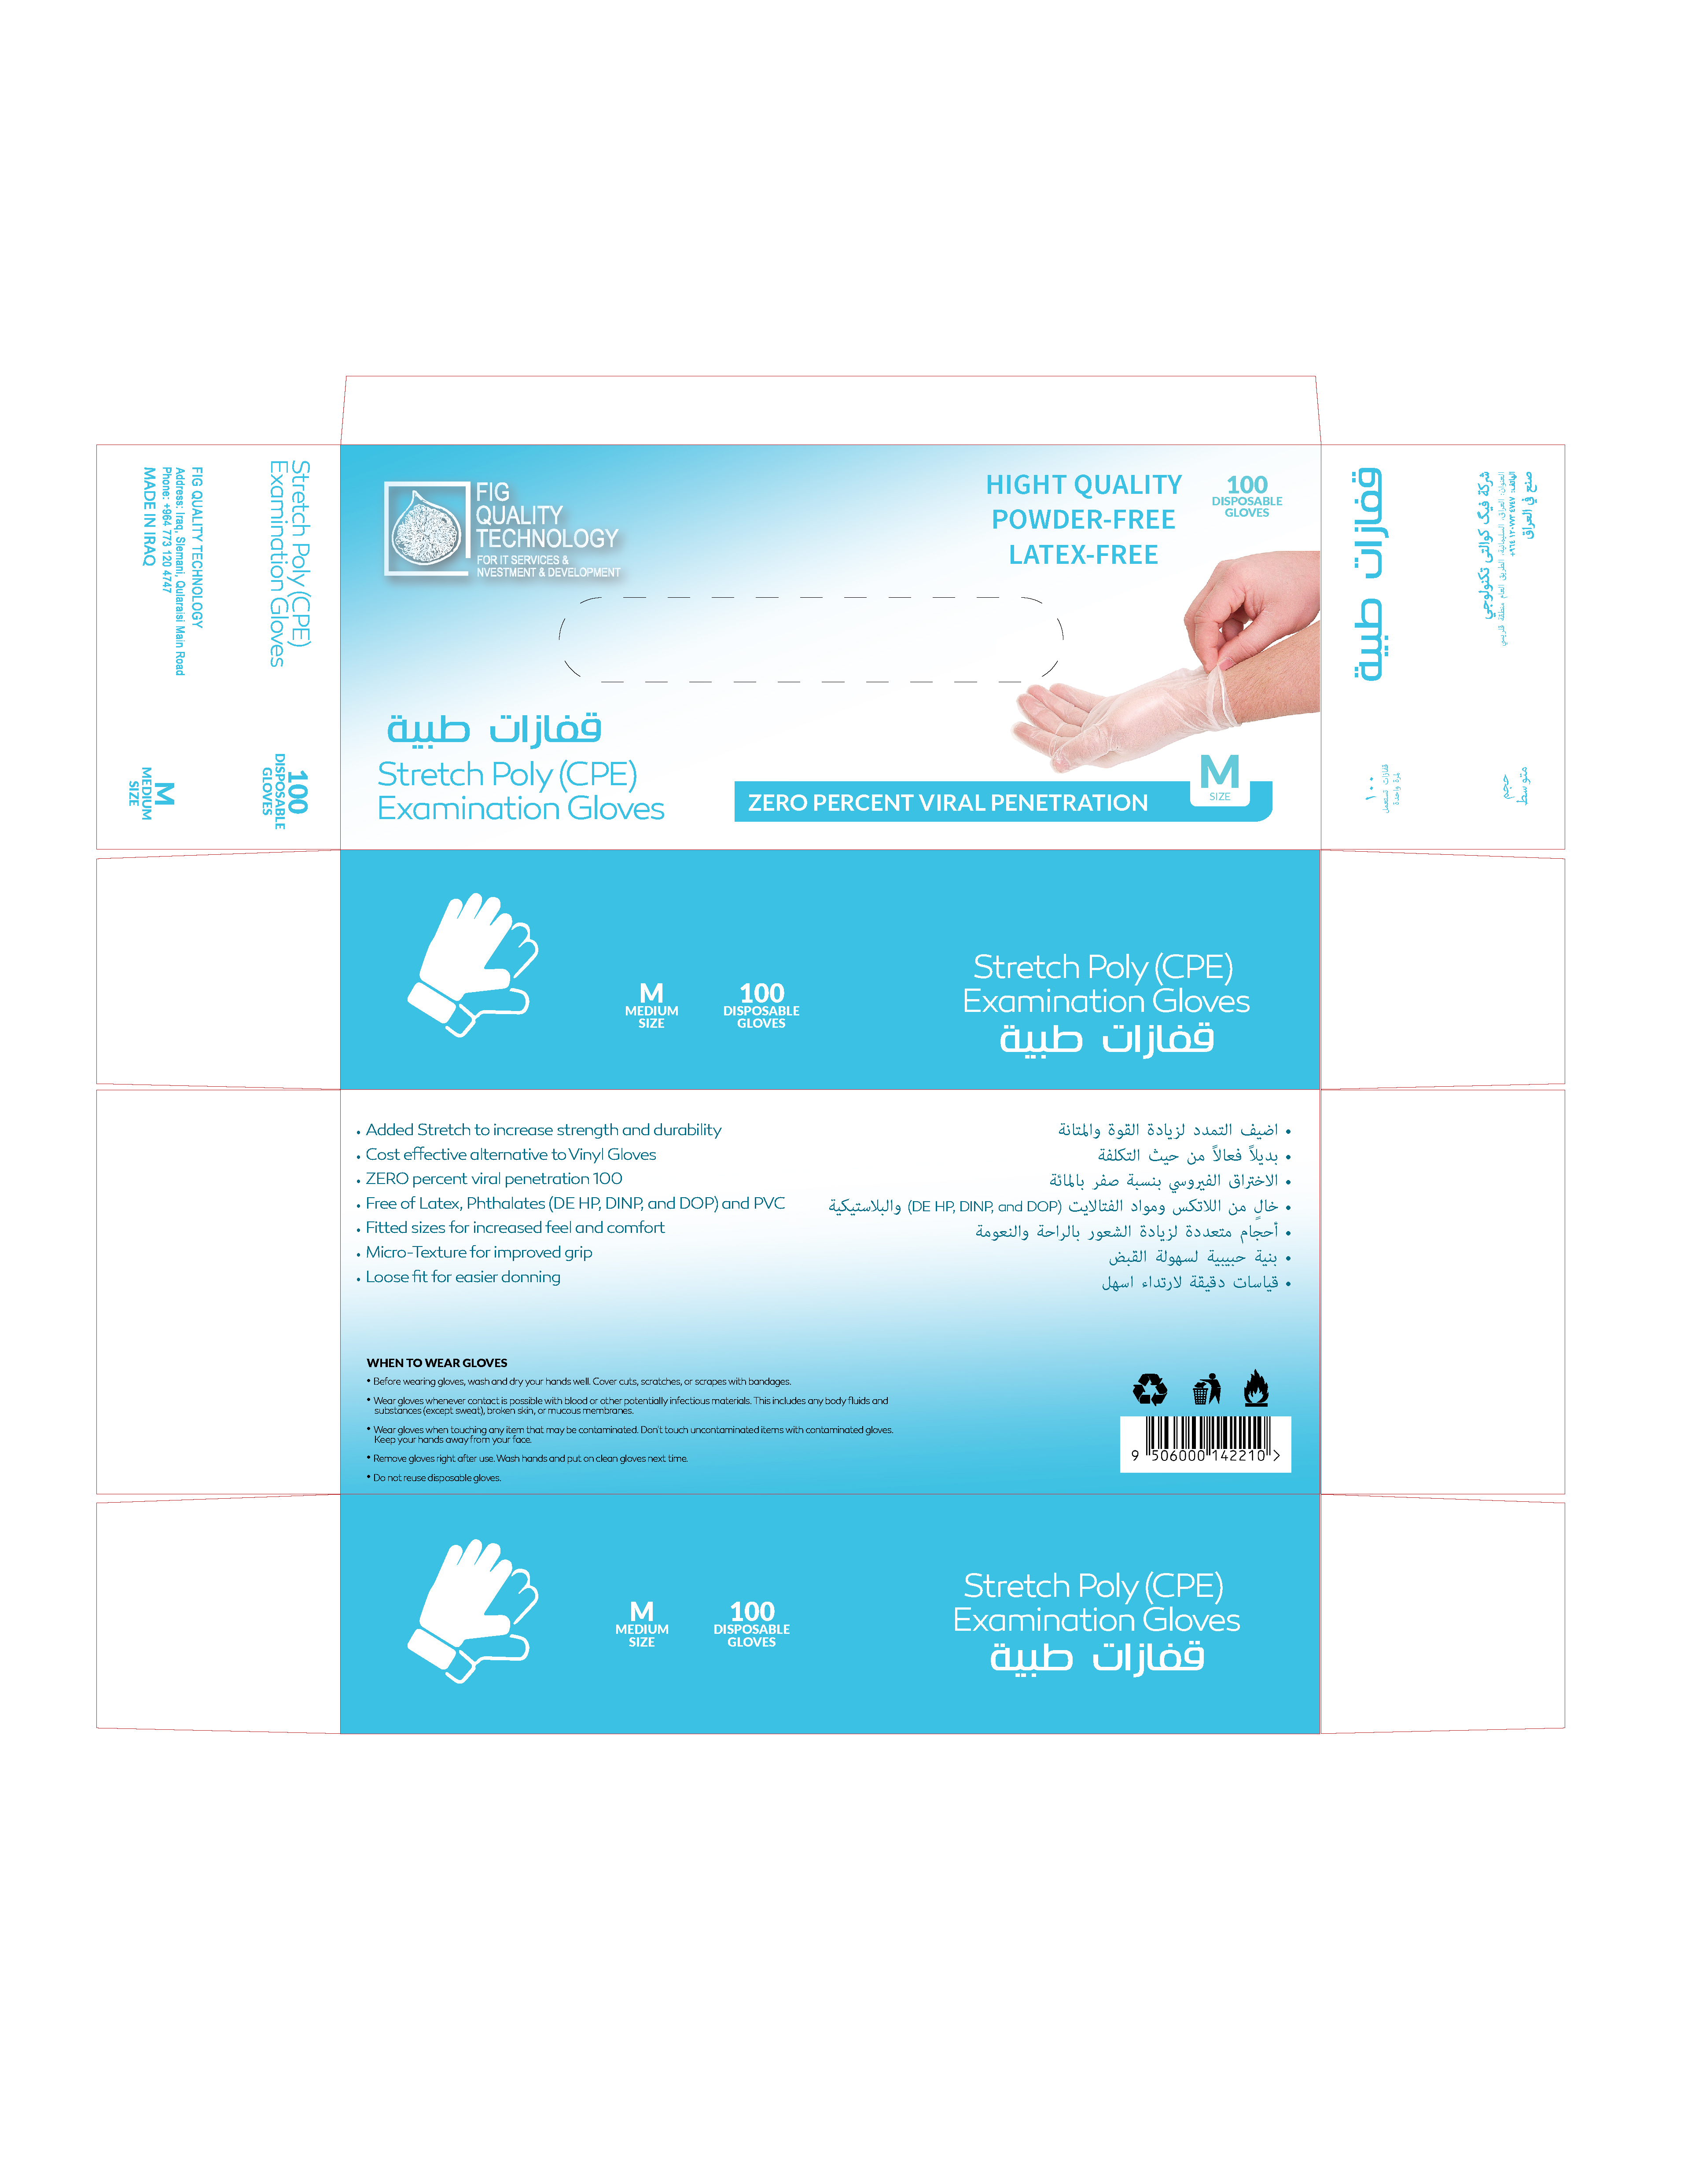 FIG QUALITY TECHNOLOGY
Address: Iraq, Slemani, Qularaisi Main Road
Phone: +964 773 120 4747
MADE IN IRAQ
Stretch Poly (CPE)
Examination Gloves
M
MEDIUM
SIZE
100
DISPOSABLE
GLOVES
FIG
QUALITY
TECHNOLOGY
FOR IT SERVICES &
NVESTMENT & DEVELOPMENT
HIGHT QUALITY
POWDER-FREE
LATEX-FREE
100
DISPOSABLE
GLOVES
قفازات طبية
Stretch Poly (CPE)
Examination Gloves
ZERO PERCENT VIRAL PENETRATION
M
SIZE
قفازات طبية
شركة فيگ كوالتي تكنولوجي
صنع في العراق
١٠٠
قفازات تستعمل
لمرة واحدة
حجم
متوسط
M
MEDIUM
SIZE
100
DISPOSABLE
GLOVES
Stretch Poly (CPE)
Examination Gloves
قفازات طبية
• Added Stretch to increase strength and durability
• Cost effective alternative to Vinyl Gloves
• ZERO percent viral penetration 100
• Free of Latex, Phthalates (DE HP, DINP, and DOP) and PVC
• Fitted sizes for increased feel and comfort
• Micro-Texture for improved grip
• Loose fit for easier donning
• اضيف التمدد لزيادة القوة والمتانة
• بديلاً فعالاً من حيث التكلفة
• الاختراق الفيروسي بنسبة صفر بالمائة
• خالٍ من اللاتكس ومواد الفتالايت (DE HP, DINP, and DOP) والبلاستيكية
• أحجام متعددة لزيادة الشعور بالراحة والنعومة
• بنية حبيبية لسهولة القبض
• قياسات دقيقة لارتداء اسهل
WHEN TO WEAR GLOVES
• Before wearing gloves, wash and dry your hands well. Cover cuts, scratches, or scrapes with bandages.
• Wear gloves whenever contact is possible with blood or other potentially infectious materials. This includes any body fluids and
substances (except sweat), broken skin, or mucous membranes.
• Wear gloves when touching any item that may be contaminated. Don't touch uncontaminated items with contaminated gloves.
Keep your hands away from your face.
• Remove gloves right after use. Wash hands and put on clean gloves next time.
• Do not reuse disposable gloves.
9 506000 142210 >
M
MEDIUM
SIZE
100
DISPOSABLE
GLOVES
Stretch Poly (CPE)
Examination Gloves
قفازات طبية